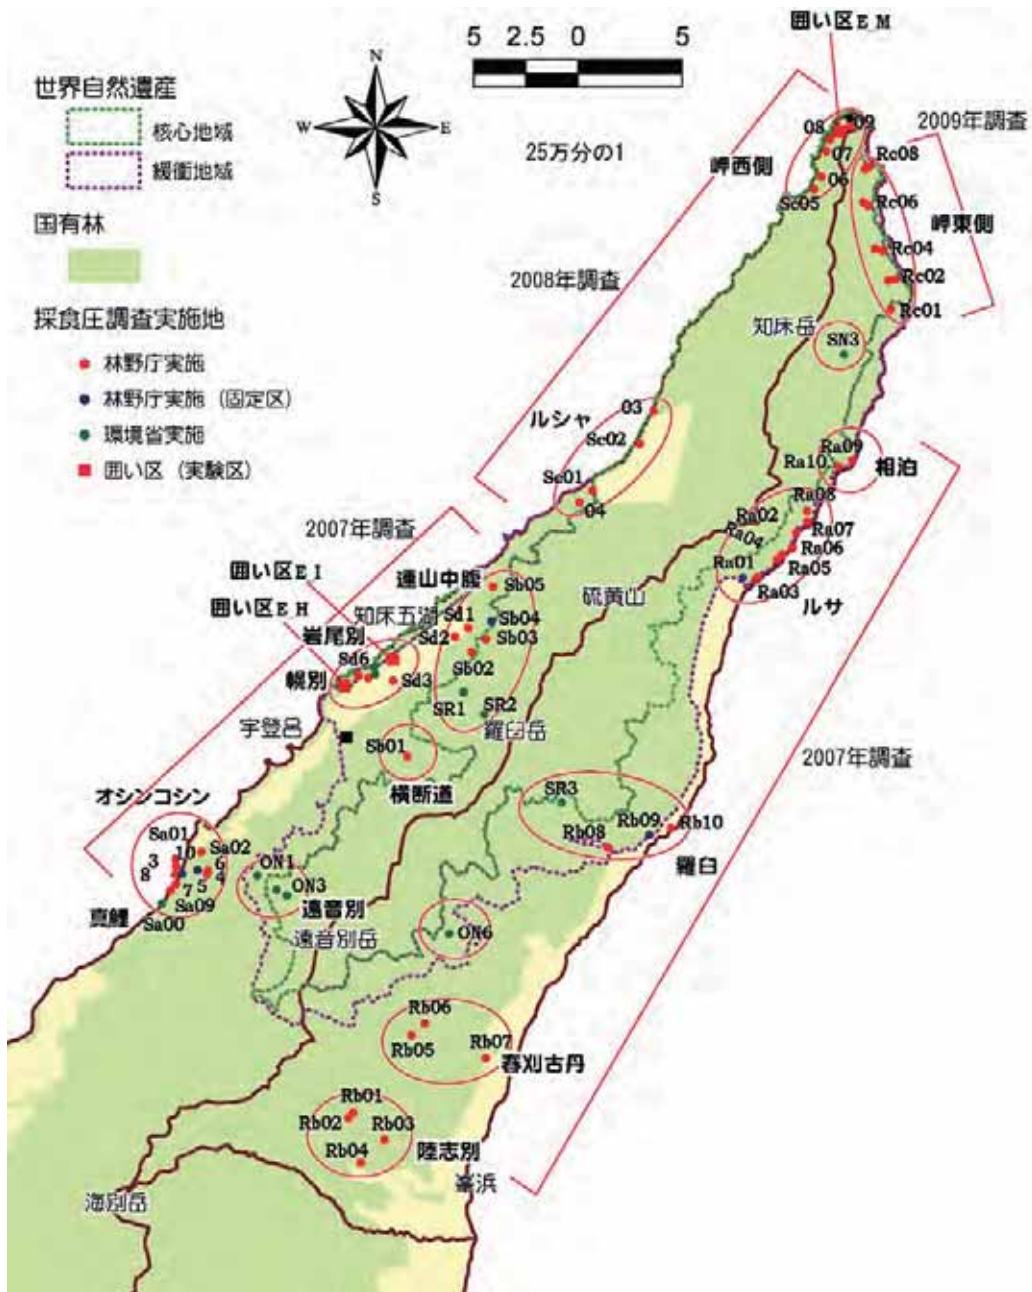 囲い区E_M
5 2.5 0 5
N
W E
S
25万分の1
世界自然遺産
核心地域
緩衝地域
国有林
採食圧調査実施地
林野庁実施
林野庁実施（固定区）
環境省実施
囲い区（実験区）
2009年調査
08 09
07
06
Sc05
岬西側
Rc08
Rc06
岬東側
Rc04
Rc02
Rc01
2008年調査
知床岳
SN3
03
ルシャ
Sc02
Sc01
04
Ra09
Ra10
相泊
Ra08
Ra02
Ra07
Ra04
Ra06
Ra05
Ra01
Ra03
ルサ
2007年調査
囲い区E I
連山中腹
Sb05
硫黄山
囲い区E H
知床五湖
Sd1
Sb04
岩尾別
Sd2
Sb03
Sd6
Sb02
幌別
Sd3
SR1
SR2
羅臼岳
宇登呂
Sb01
横断道
2007年調査
オシンコシン
SR3
Rb08
Rb09
Rb10
羅臼
Sa01
Sa02
3 10 6
8 5 4
7
Sa09
Sa00
真鯉
ON1
ON3
遠音別
遠音別岳
ON6
Rb06
Rb05
Rb07
春刈古丹
Rb01
Rb02
Rb03
Rb04
陸志別
峯浜
海別岳